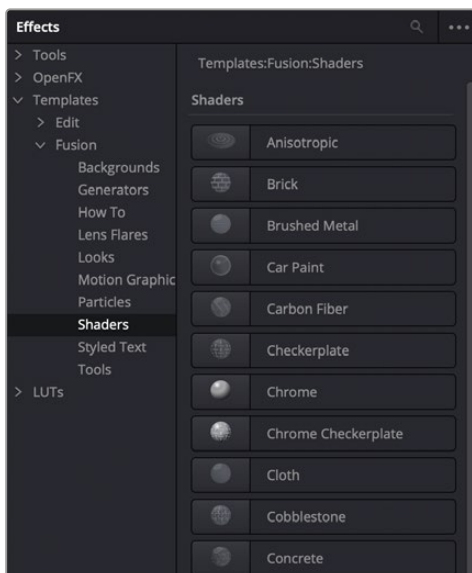 Effects
Tools
OpenFX
Templates
Edit
Fusion
Backgrounds
Generators
How To
Lens Flares
Looks
Motion Graphic
Particles
Shaders
Styled Text
Tools
LUTs
Templates:Fusion:Shaders
Shaders
Anisotropic
Brick
Brushed Metal
Car Paint
Carbon Fiber
Checkerplate
Chrome
Chrome Checkerplate
Cloth
Cobblestone
Concrete